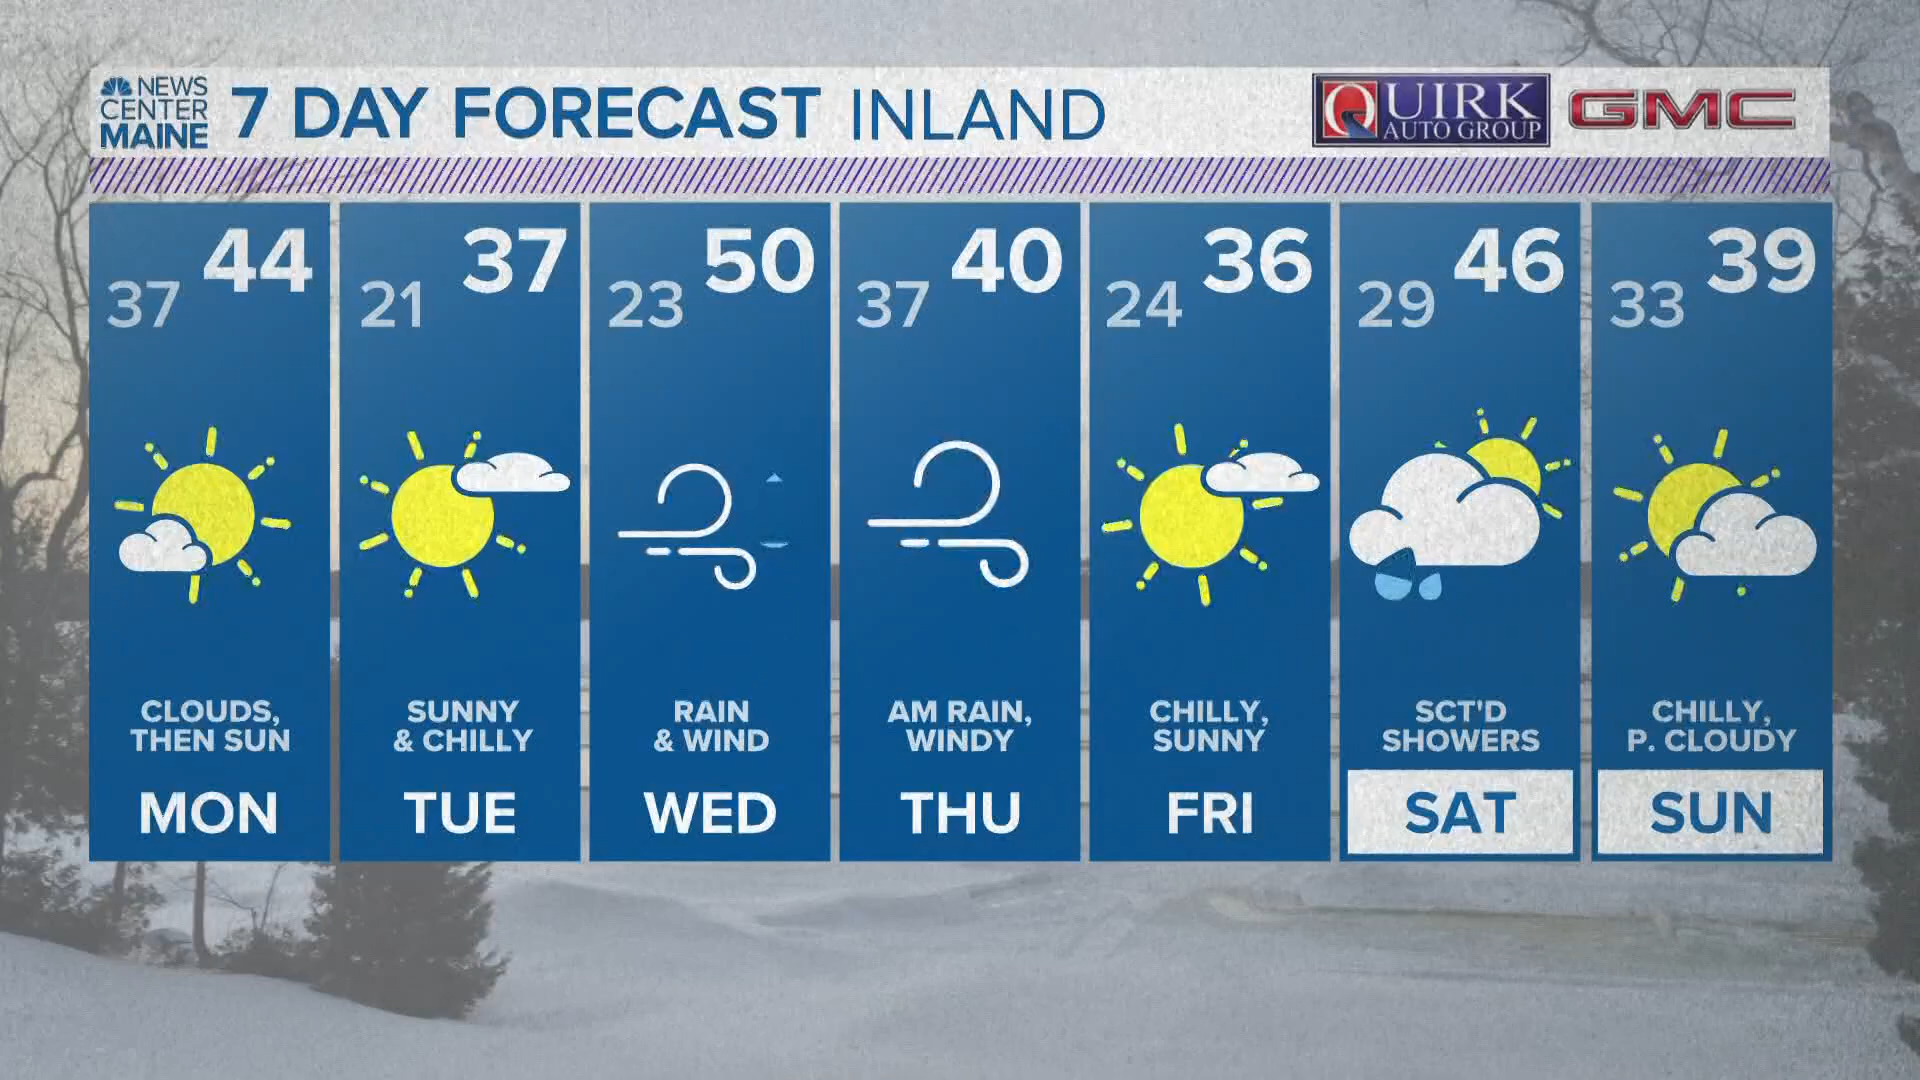 NEWS
CENTER
MAINE
7 DAY FORECAST INLAND
QUIRK
AUTO GROUP
GMC
37 44
CLOUDS,
THEN SUN
MON
21 37
SUNNY
& CHILLY
TUE
23 50
RAIN
& WIND
WED
37 40
AM RAIN,
WINDY
THU
24 36
CHILLY,
SUNNY
FRI
29 46
SCT'D
SHOWERS
SAT
33 39
CHILLY,
P. CLOUDY
SUN